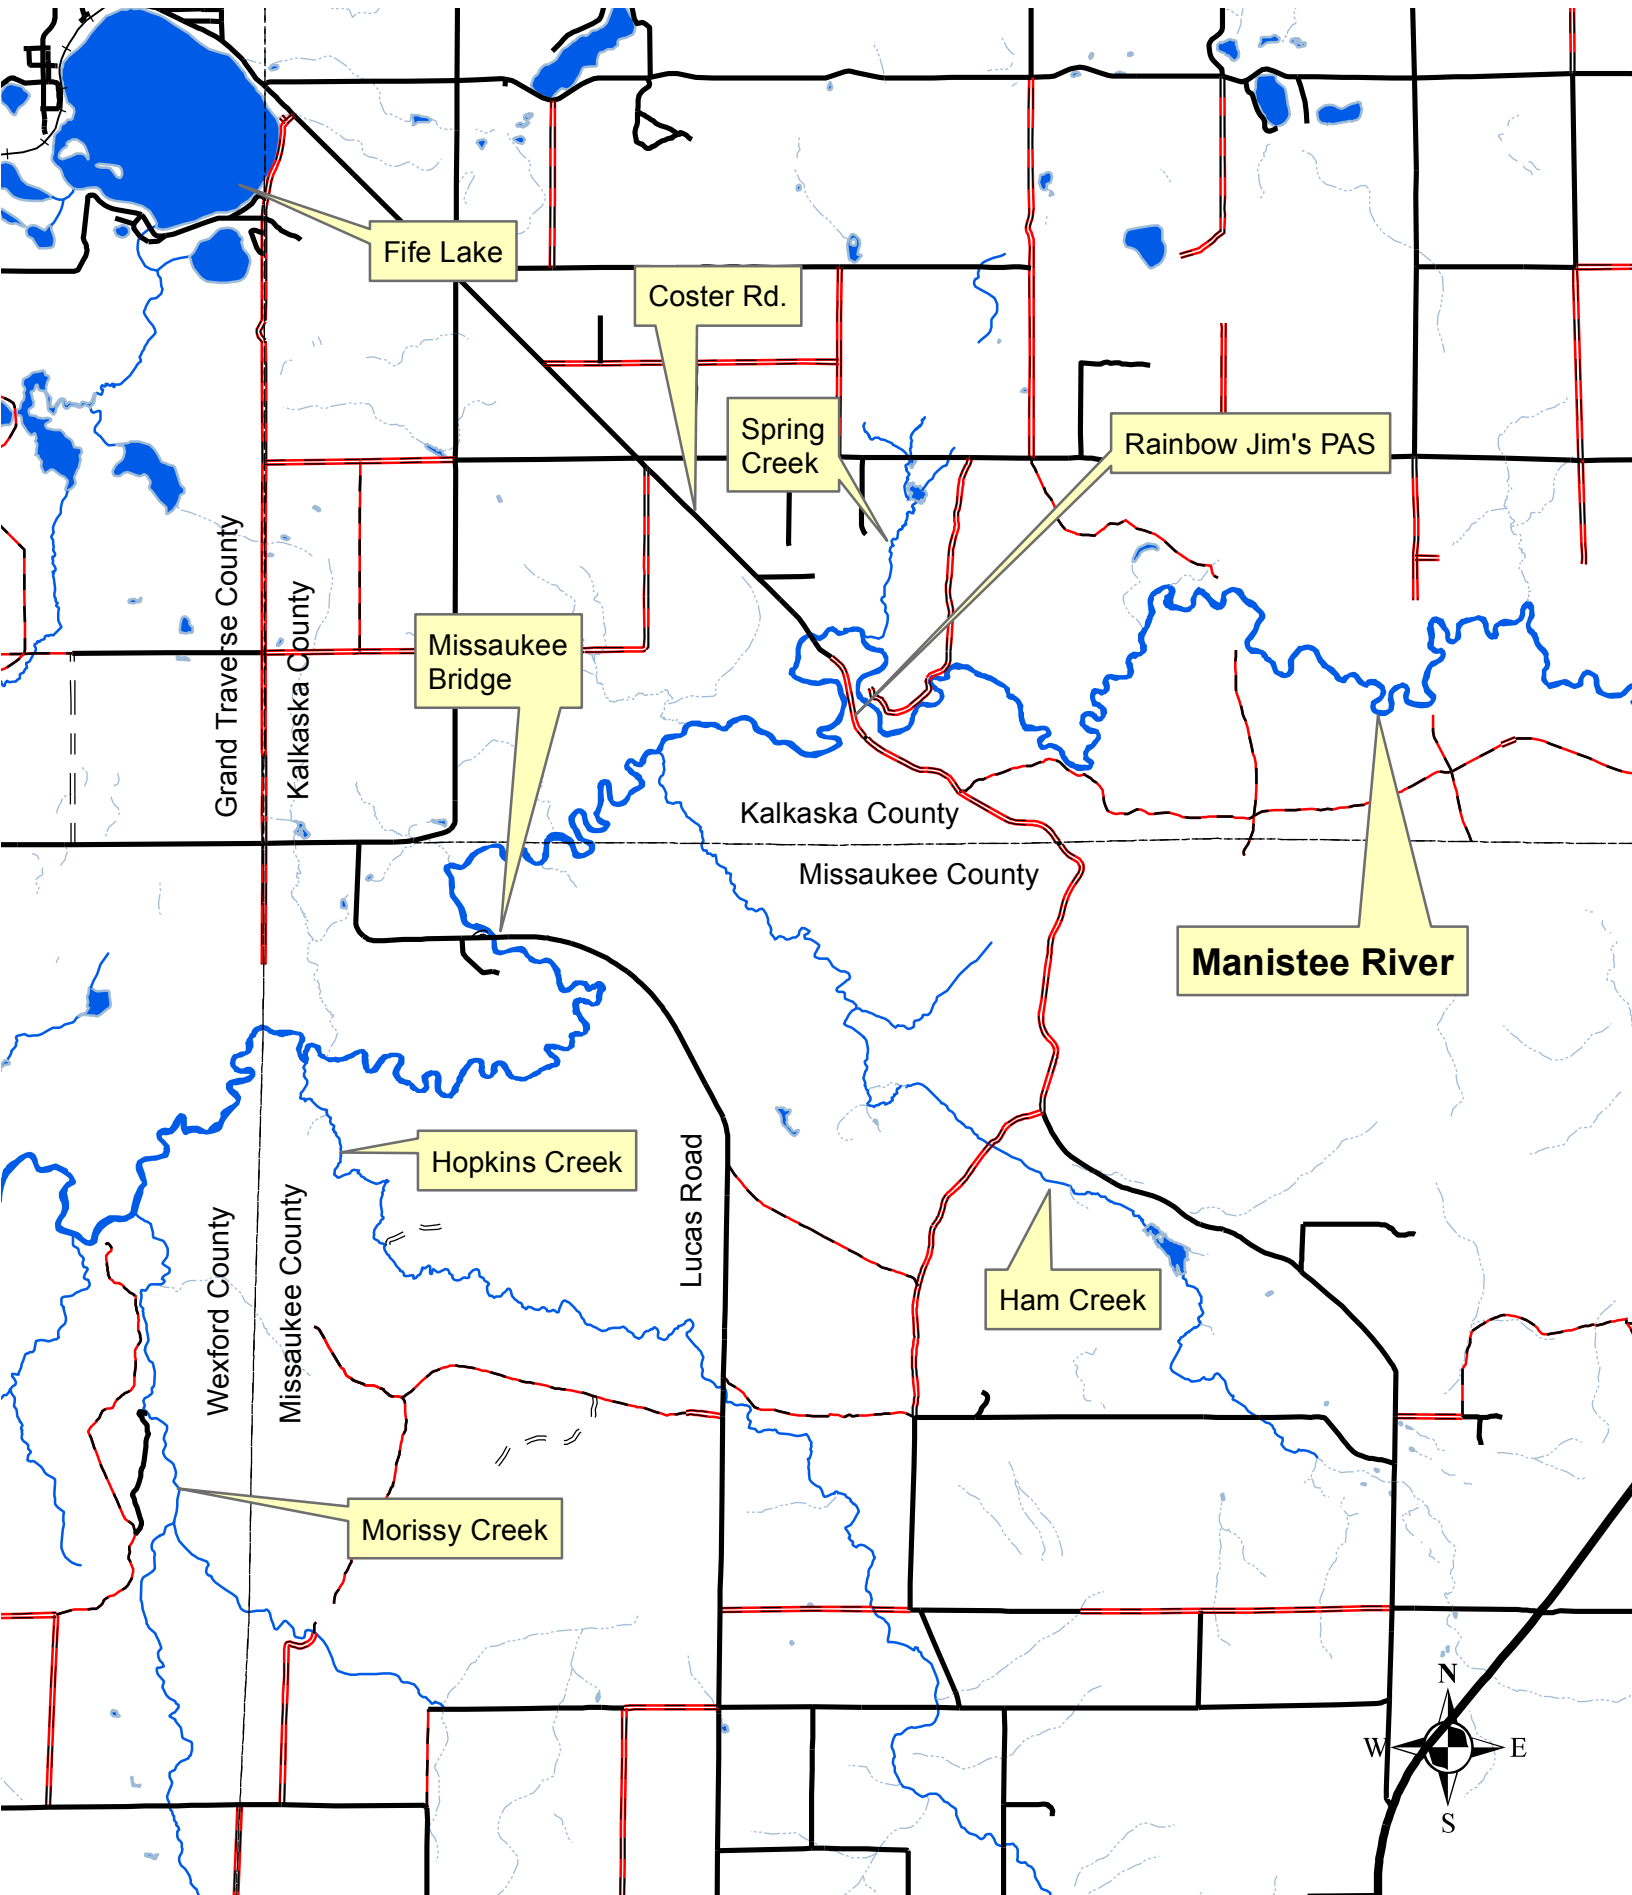 Fife Lake
Coster Rd.
Spring
Creek
Rainbow Jim's PAS
Grand Traverse County
Kalkaska County
Missaukee
Bridge
Kalkaska County
Missaukee County
Manistee River
Hopkins Creek
Lucas Road
Wexford County
Missaukee County
Ham Creek
Morissy Creek
N
W
E
S